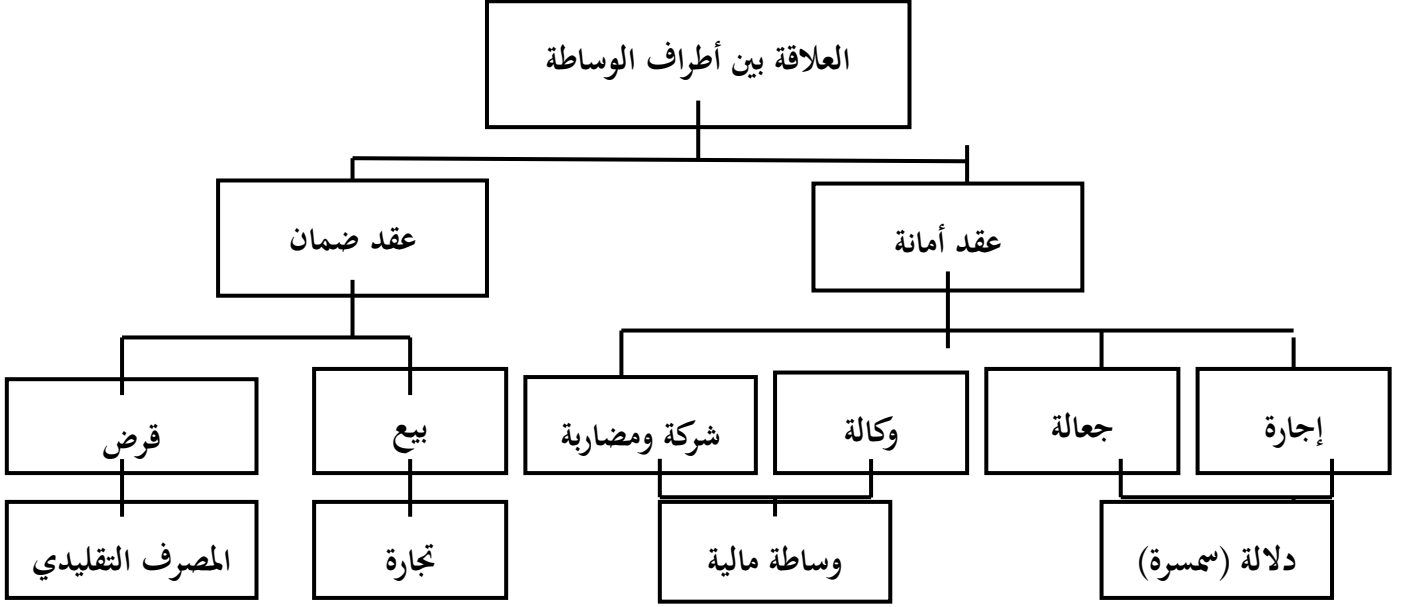 العلاقة بين أطراف الوساطة
عقد أمانة
عقد ضمان
إجارة
جعالة
وكالة
شركة ومضاربة
بيع
قرض
دلالة (سمسرة)
وساطة مالية
تجارة
المصرف التقليدي